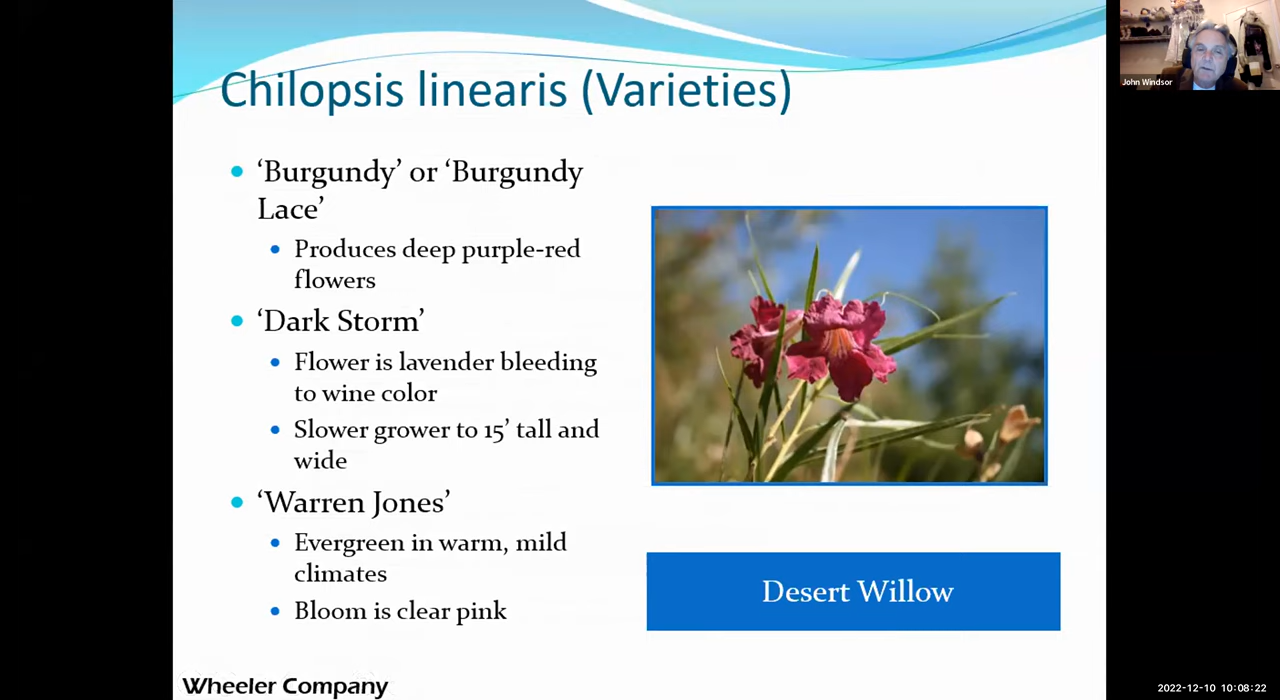 Chilopsis linearis (Varieties)
‘Burgundy’ or ‘Burgundy
Lace’
Produces deep purple-red
flowers
‘Dark Storm’
Flower is lavender bleeding
to wine color
Slower grower to 15’ tall and
wide
‘Warren Jones’
Evergreen in warm, mild
climates
Bloom is clear pink
Desert Willow
Wheeler Company
John Windsor
2022-12-10 10:08:22